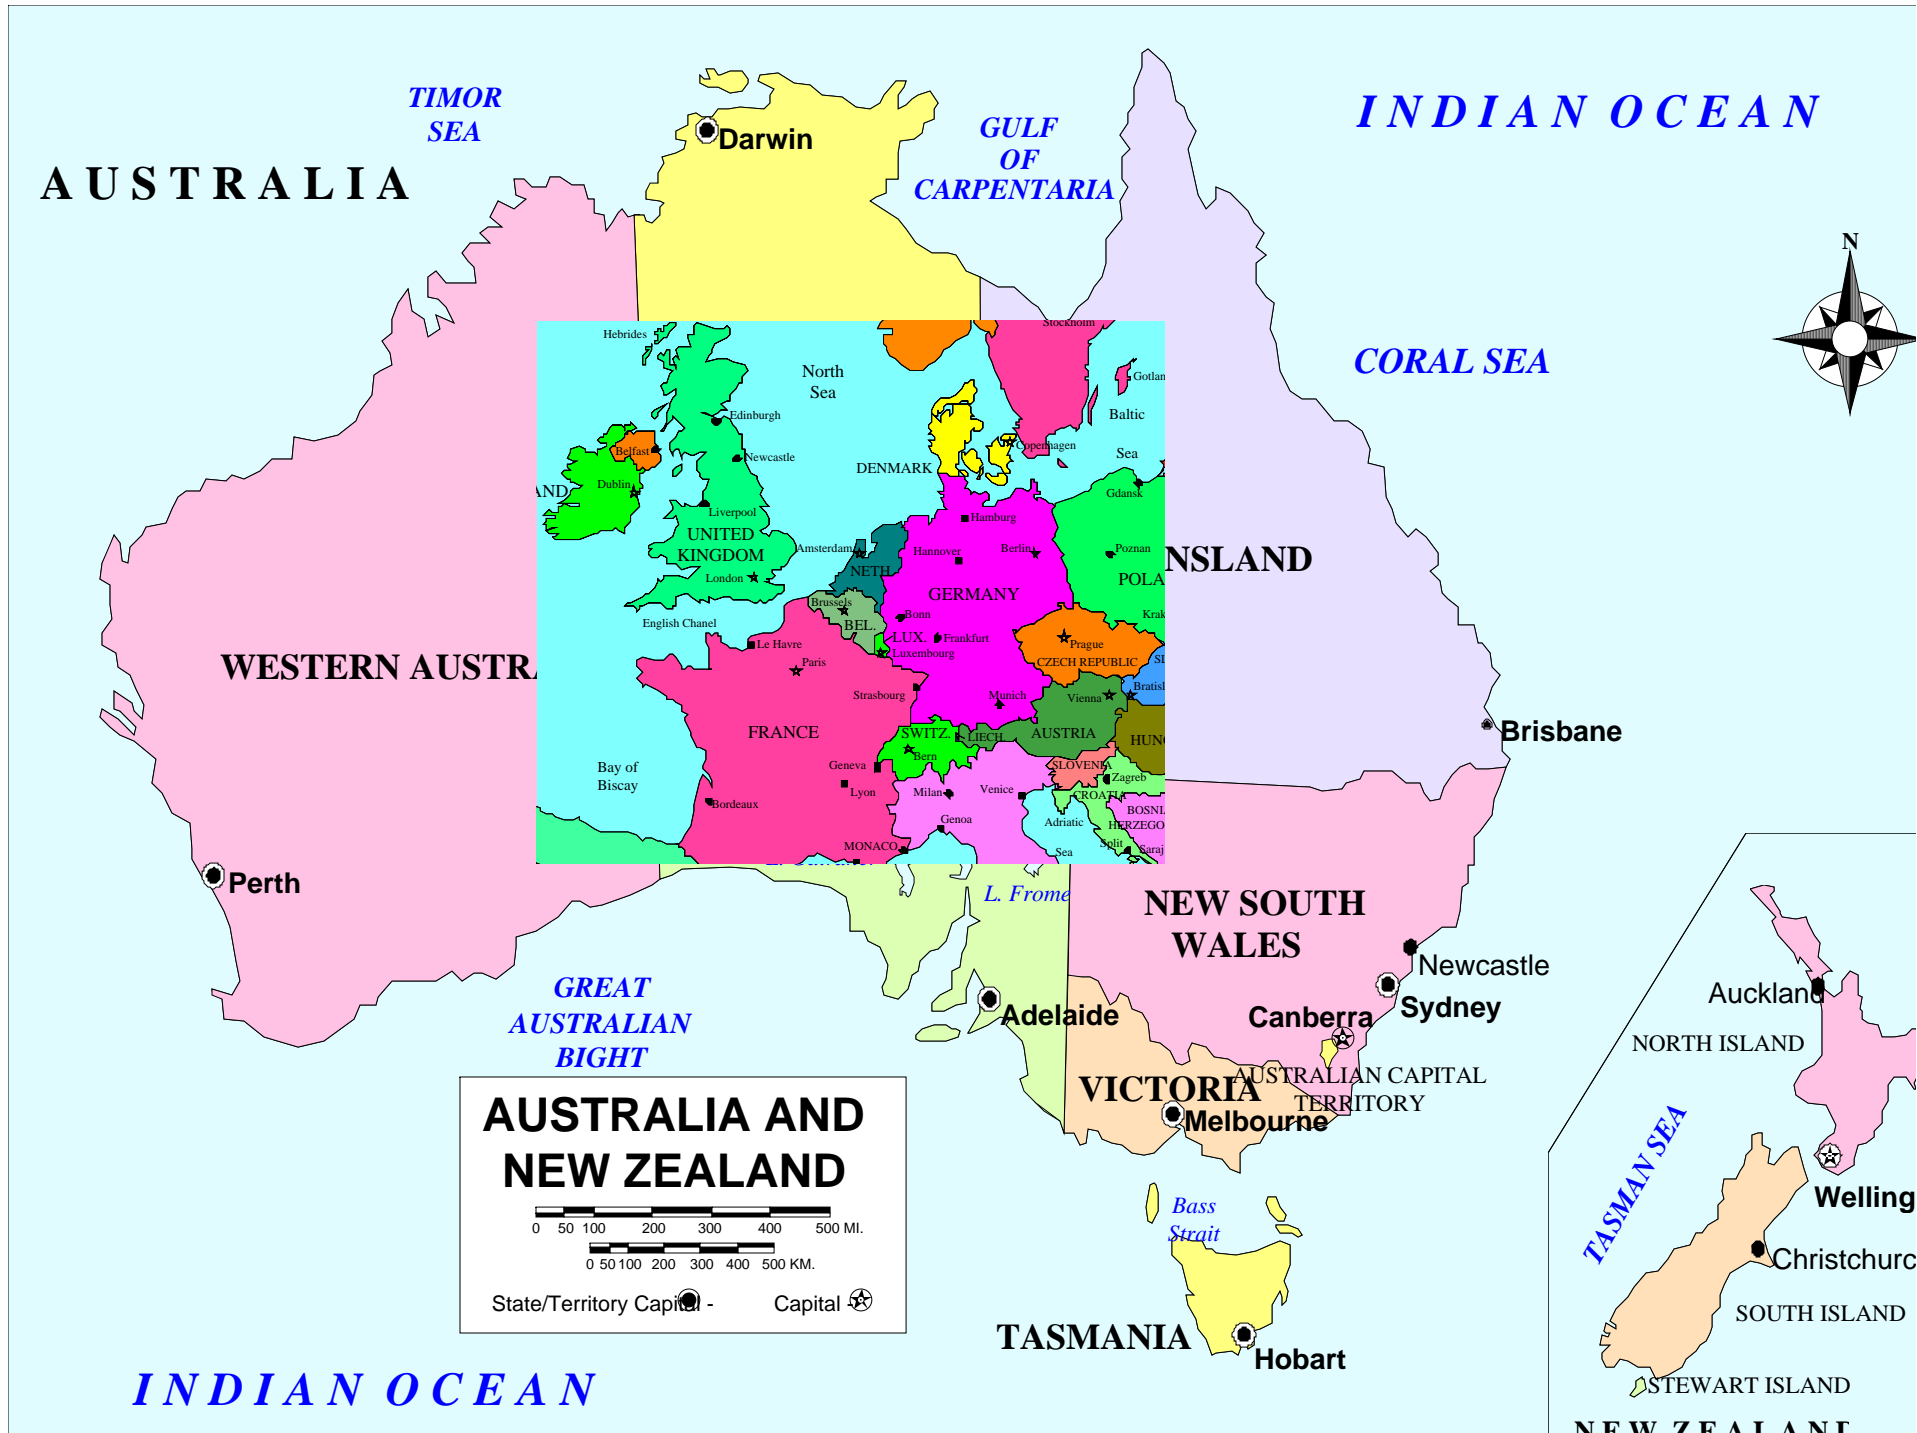 TIMOR
SEA
Darwin
GULF
OF
CARPENTARIA
INDIAN OCEAN
AUSTRALIA
N
CORAL SEA
Hebrides
North
Sea
Stockholm
Gotlan
Baltic
Sea
Edinburgh
Newcastle
Belfast
Dublin
AND
Liverpool
UNITED
KINGDOM
London
DENMARK
Copenhagen
Gdansk
Hamburg
Amsterdam
Hannover
Berlin
Poznan
NETH.
GERMANY
POLA
NSLAND
Brussels
BEL.
Bonn
Krak
English Chanel
Le Havre
LUX.
Frankfurt
Luxembourg
Prague
CZECH REPUBLIC
SL
Paris
Strasbourg
Munich
Vienna
Bratisl
WESTERN AUSTRA
FRANCE
SWITZ.
LIECH.
AUSTRIA
HUNG
Bern
Brisbane
Bay of
Biscay
Geneva
Lyon
Bordeaux
Milan
Venice
SLOVENIA
Zagreb
CROATIA
BOSNIA
HERZEGO
Genoa
Adriatic
Sea
MONACO
Split
Saraj
Perth
L. Frome
NEW SOUTH
WALES
Newcastle
Sydney
Canberra
AUSTRALIAN CAPITAL
TERRITORY
GREAT
AUSTRALIAN
BIGHT
Adelaide
VICTORIA
Melbourne
Auckland
NORTH ISLAND
TASMAN SEA
Welling
Christchurc
SOUTH ISLAND
STEWART ISLAND
NEW ZEALAND
AUSTRALIA AND
NEW ZEALAND
0 50 100 200 300 400 500 MI.
0 50 100 200 300 400 500 KM.
State/Territory Capital -
Capital -
Bass
Strait
TASMANIA
Hobart
INDIAN OCEAN